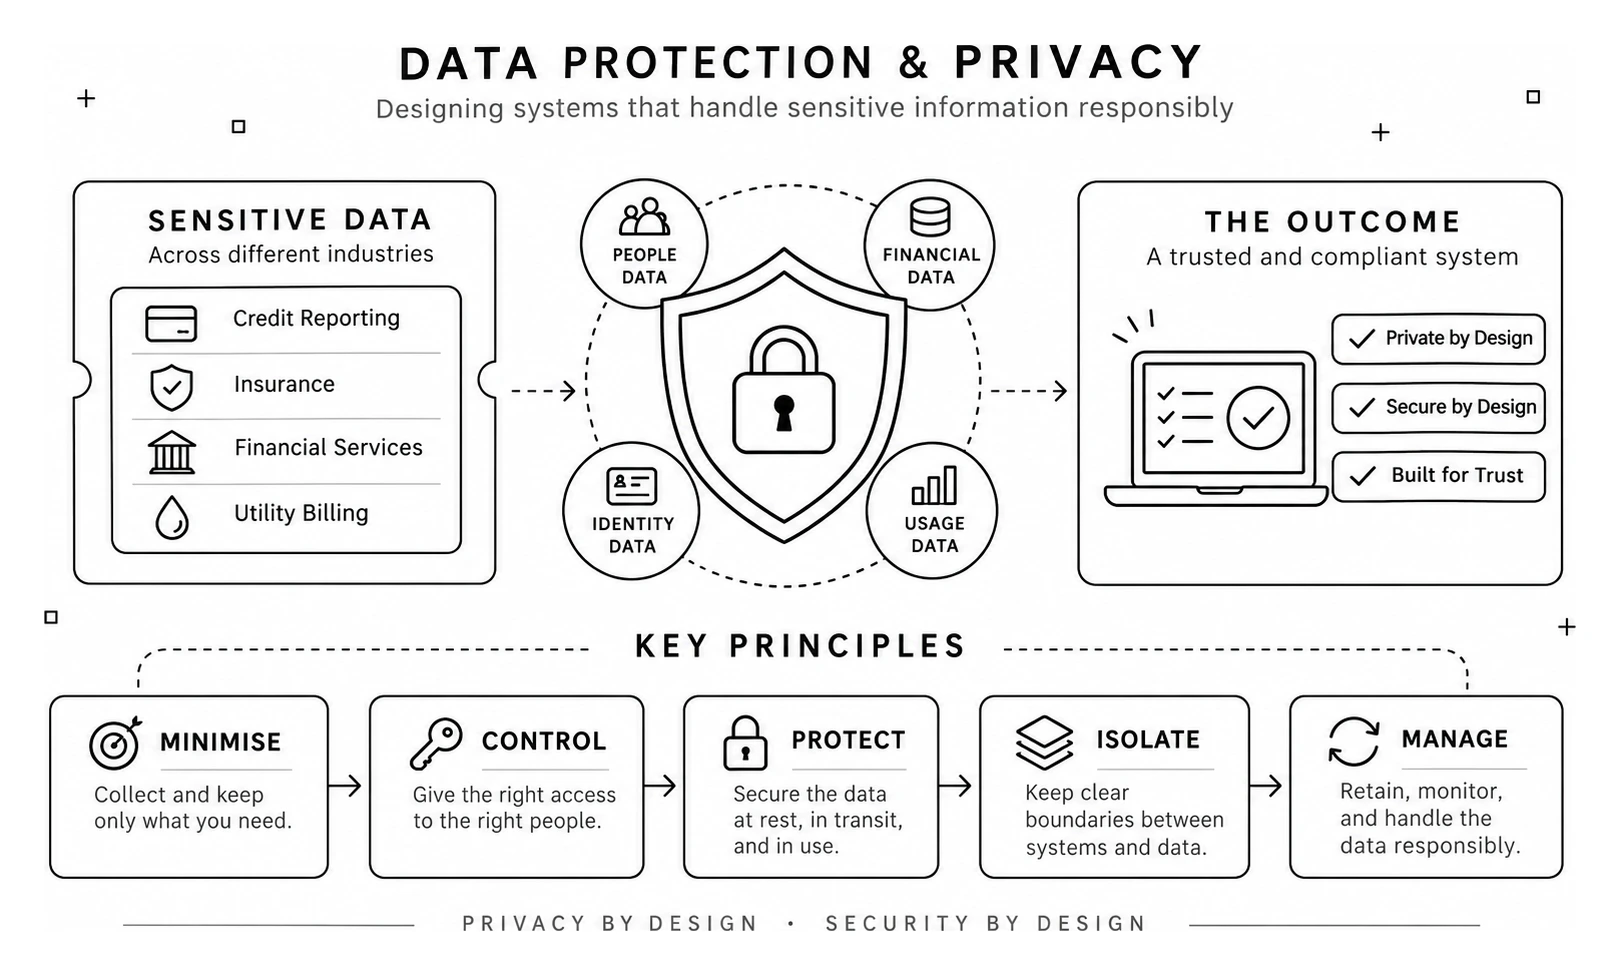 DATA PROTECTION & PRIVACY
Designing systems that handle sensitive information responsibly
SENSITIVE DATA
Across different industries
Credit Reporting
Insurance
Financial Services
Utility Billing
PEOPLE
DATA
FINANCIAL
DATA
IDENTITY
DATA
USAGE
DATA
THE OUTCOME
A trusted and compliant system
Private by Design
Secure by Design
Built for Trust
KEY PRINCIPLES
MINIMISE
Collect and keep
only what you need.
CONTROL
Give the right access
to the right people.
PROTECT
Secure the data
at rest, in transit,
and in use.
ISOLATE
Keep clear
boundaries between
systems and data.
MANAGE
Retain, monitor,
and handle the
data responsibly.
PRIVACY BY DESIGN • SECURITY BY DESIGN